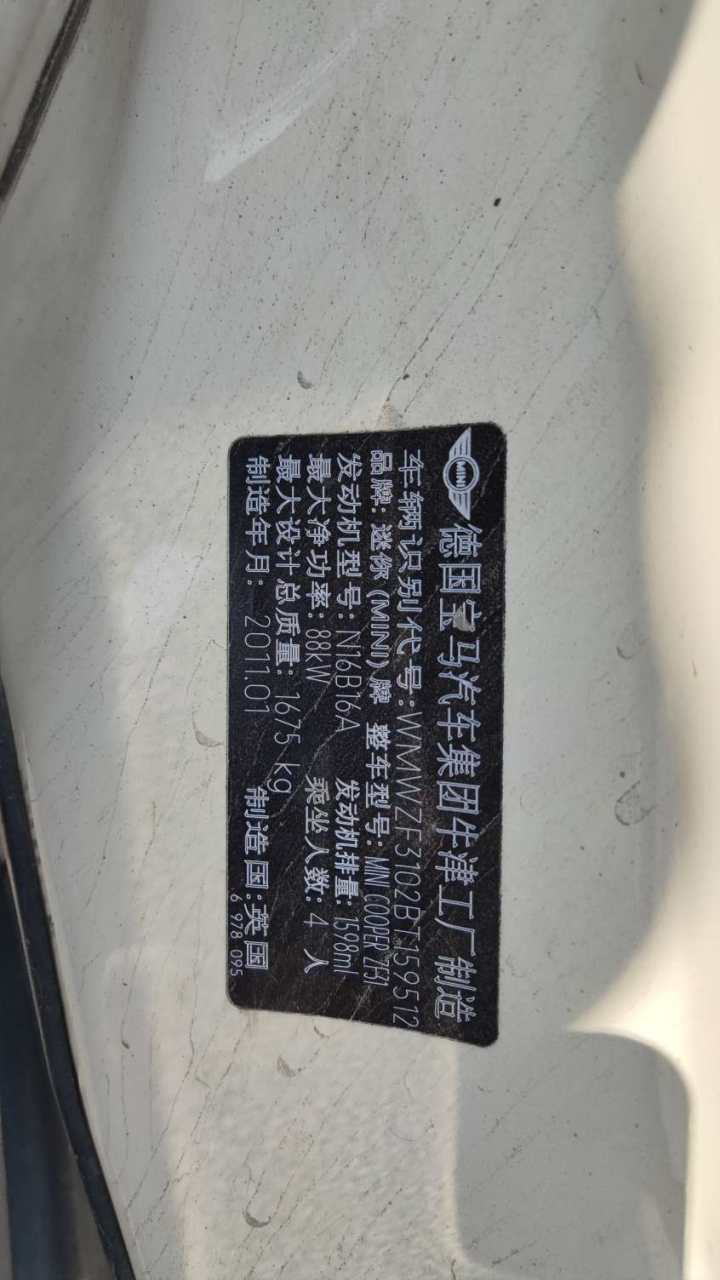 MINI 德国宝马汽车集团牛津工厂制造
车辆识别代号:WMWZF3102BT159512
品牌: 迷你(MINI)牌 整车型号: MINI COOPER ZF31
发动机型号: N16B16A 发动机排量: 1598ml
最大净功率: 88kW 乘坐人数: 4 人
最大设计总质量: 1675 kg
制造年月: 2011.01 制造国:英国
6 978 095